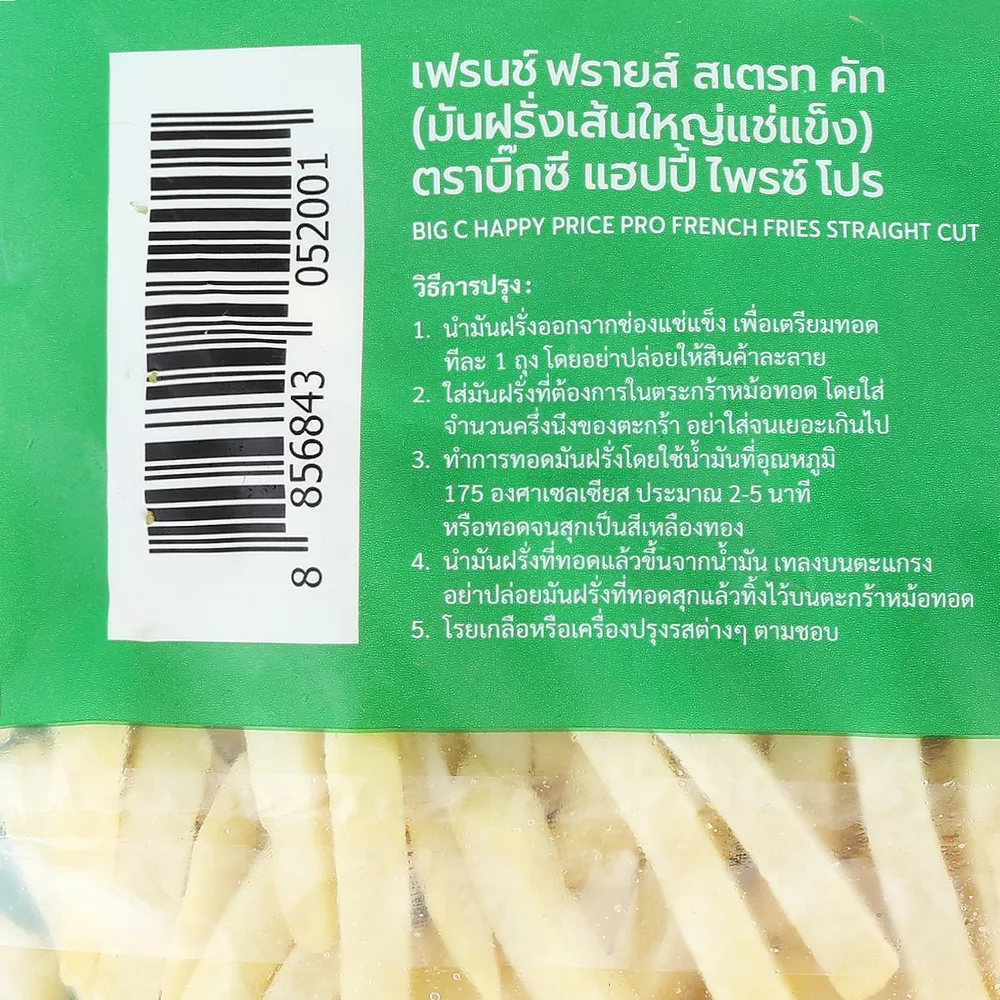 เฟรนช์ ฟรายส์ สเตรท คัท
(มันฝรั่งเส้นใหญ่แช่แข็ง)
ตราบิ๊กซี แฮปปี้ ไพรซ์ โปร
BIG C HAPPY PRICE PRO FRENCH FRIES STRAIGHT CUT
วิธีการปรุง :
1. นำมันฝรั่งออกจากช่องแช่แข็ง เพื่อเตรียมทอด
ทีละ 1 ถุง โดยอย่าปล่อยให้สินค้าละลาย
2. ใส่มันฝรั่งที่ต้องการในตระกร้าหม้อทอด โดยใส่
จำนวนครึ่งนึงของตะกร้า อย่าใส่จนเยอะเกินไป
3. ทำการทอดมันฝรั่งโดยใช้น้ำมันที่อุณหภูมิ
175 องศาเซลเซียส ประมาณ 2-5 นาที
หรือทอดจนสุกเป็นสีเหลืองทอง
4. นำมันฝรั่งที่ทอดแล้วขึ้นจากน้ำมัน เทลงบนตะแกรง
อย่าปล่อยมันฝรั่งที่ทอดสุกแล้วทิ้งไว้บนตะกร้าหม้อทอด
5. โรยเกลือหรือเครื่องปรุงรสต่างๆ ตามชอบ
8 856843 052001